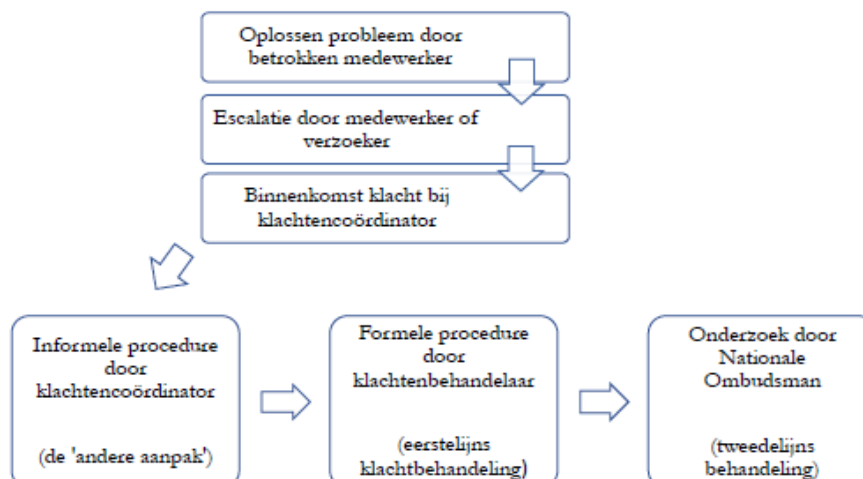 Oplossen probleem door
betrokken medewerker
Escalatie door medewerker of
verzoeker
Binnenkomst klacht bij
klachtencoördinator
Informele procedure
door
klachtencoördinator
(de 'andere aanpak')
Formele procedure
door
klachtenbehandelaar
(eerstelijns
klachtbehandeling)
Onderzoek door
Nationale
Ombudsman
(tweedelijns
behandeling)